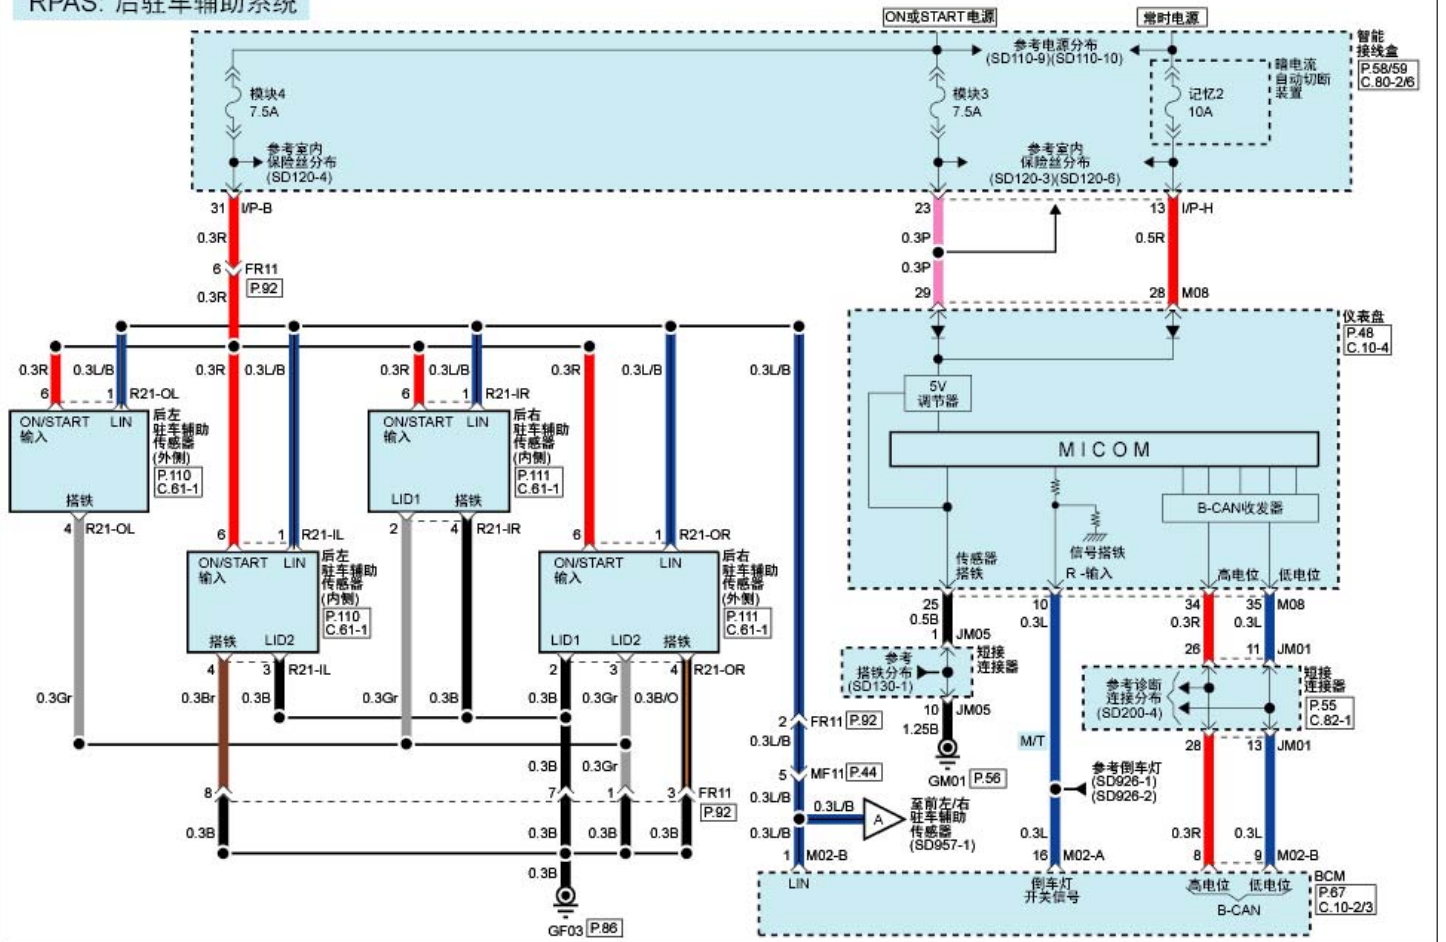 RPAS: 后驻车辅助系统
ON或START电源
常时电源
智能
接线盒
P.58/59
C.80-2/6
参考电源分布
(SD110-9)(SD110-10)
暗电流
自动切断
装置
模块4
7.5A
模块3
7.5A
记忆2
10A
参考室内
保险丝分布
(SD120-4)
参考室内
保险丝分布
(SD120-3)(SD120-6)
31 I/P-B
23
13 I/P-H
0.3R
0.3P
0.5R
6 FR11
P.92
0.3P
0.3R
29
28 M08
仪表盘
P.48
C.10-4
0.3R
0.3L/B
0.3R
0.3L/B
0.3R
0.3L/B
0.3R
0.3L/B
0.3L/B
6
1 R21-OL
6
1 R21-IR
5V
调节器
ON/START
输入
LIN
后左
驻车辅助
传感器
(外侧)
P.110
C.61-1
搭铁
4 R21-OL
ON/START
输入
LIN
后右
驻车辅助
传感器
(内侧)
P.111
C.61-1
LID1
搭铁
2
4 R21-IR
MICOM
B-CAN收发器
信号搭铁
传感器
搭铁
R -输入
高电位
低电位
6
1 R21-IL
6
1 R21-OR
ON/START
输入
LIN
后左
驻车辅助
传感器
(内侧)
P.110
C.61-1
搭铁
LID2
4
3 R21-IL
ON/START
输入
LIN
后右
驻车辅助
传感器
(外侧)
P.111
C.61-1
LID1
LID2
搭铁
2
3
4 R21-OR
25
10
34
35 M08
0.5B
0.3L
0.3R
0.3L
1 JM05
26
11 JM01
参考
搭铁分布
(SD130-1)
短接
连接器
参考诊断
连接分布
(SD200-4)
短接
连接器
P.55
C.82-1
0.3Gr
0.3Br
0.3B
0.3Gr
0.3B
0.3B
0.3Gr
0.3B/O
10 JM05
2 FR11 P.92
1.25B
0.3L/B
M/T
28
13 JM01
0.3B
0.3Gr
5 MF11 P.44
GM01 P.56
参考倒车灯
(SD926-1)
(SD926-2)
8
7
1
3 FR11
P.92
0.3L/B
0.3L/B
A
至前左/右
驻车辅助
传感器
(SD957-1)
0.3B
0.3B
0.3B
0.3B
0.3L/B
0.3L
0.3R
0.3L
1 M02-B
16 M02-A
8
9 M02-B
0.3B
LIN
倒车灯
开关信号
高电位
低电位
B-CAN
BCM
P.67
C.10-2/3
GF03 P.86